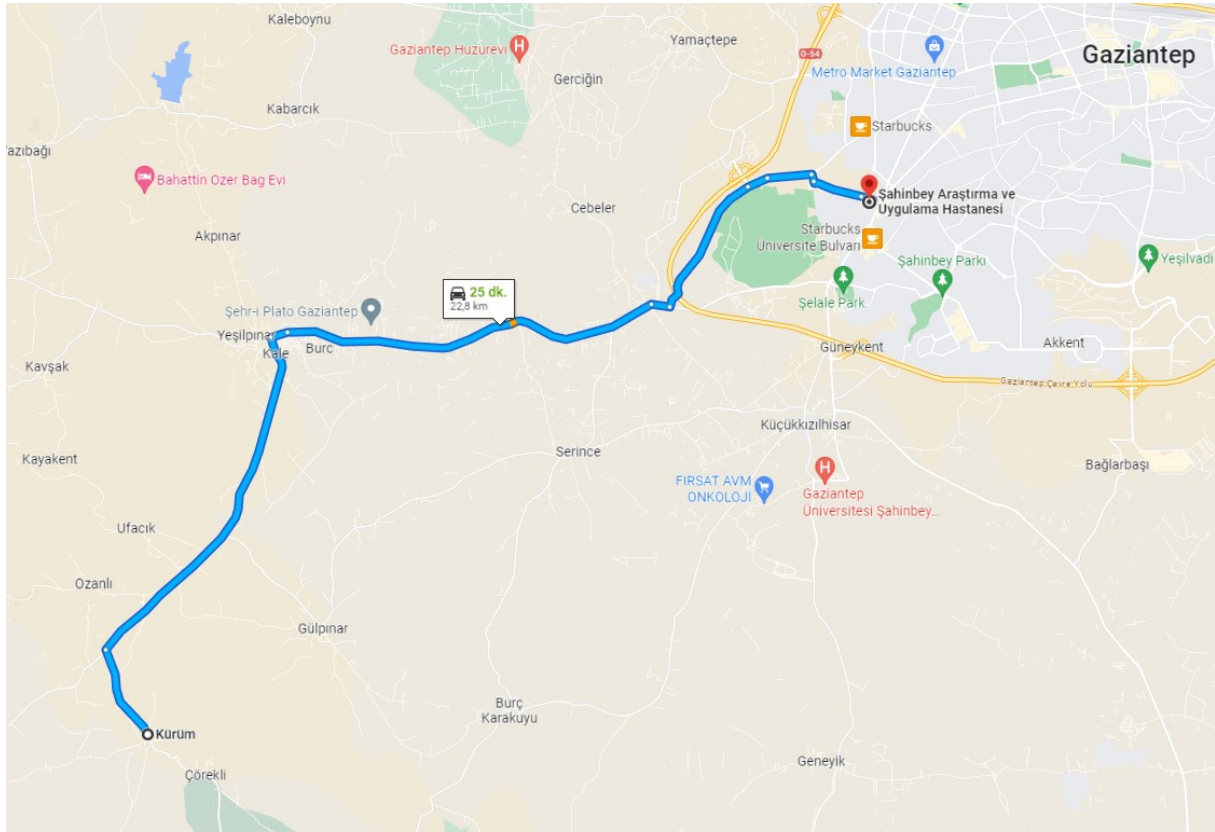 Kaleboynu
Gaziantep Huzurevi
Yamaçtepe
O-54
Gaziantep
Metro Market Gaziantep
Gerciğin
Kabarcık
Starbucks
Yazıbağı
Bahattin Ozer Bag Evi
Şahinbey Araştırma ve
Uygulama Hastanesi
Cebeler
Akpınar
Starbucks
Üniversite Bulvarı
Şahinbey Parkı
Yeşilvadi
Şelale Park
25 dk.
22,8 km
Şehr-i Plato Gaziantep
Yeşilpınar
Kale
Burc
Güneykent
Akkent
Kavşak
Gaziantep Çevre Yolu
Küçükkızılhisar
Serince
Kayakent
Bağlarbaşı
FIRSAT AVM
ONKOLOJİ
Gaziantep
Üniversitesi Şahinbey...
Ufacık
Ozanlı
Gülpınar
Burç
Karakuyu
Kürüm
Geneyik
Çörekli